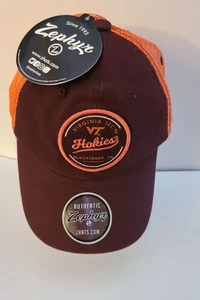 Since 1993
Zephyr
VIRGINIA TECH
VT
Hokies
BLACKSBURG, VA
AUTHENTIC
Zephyr
ZHATS.COM